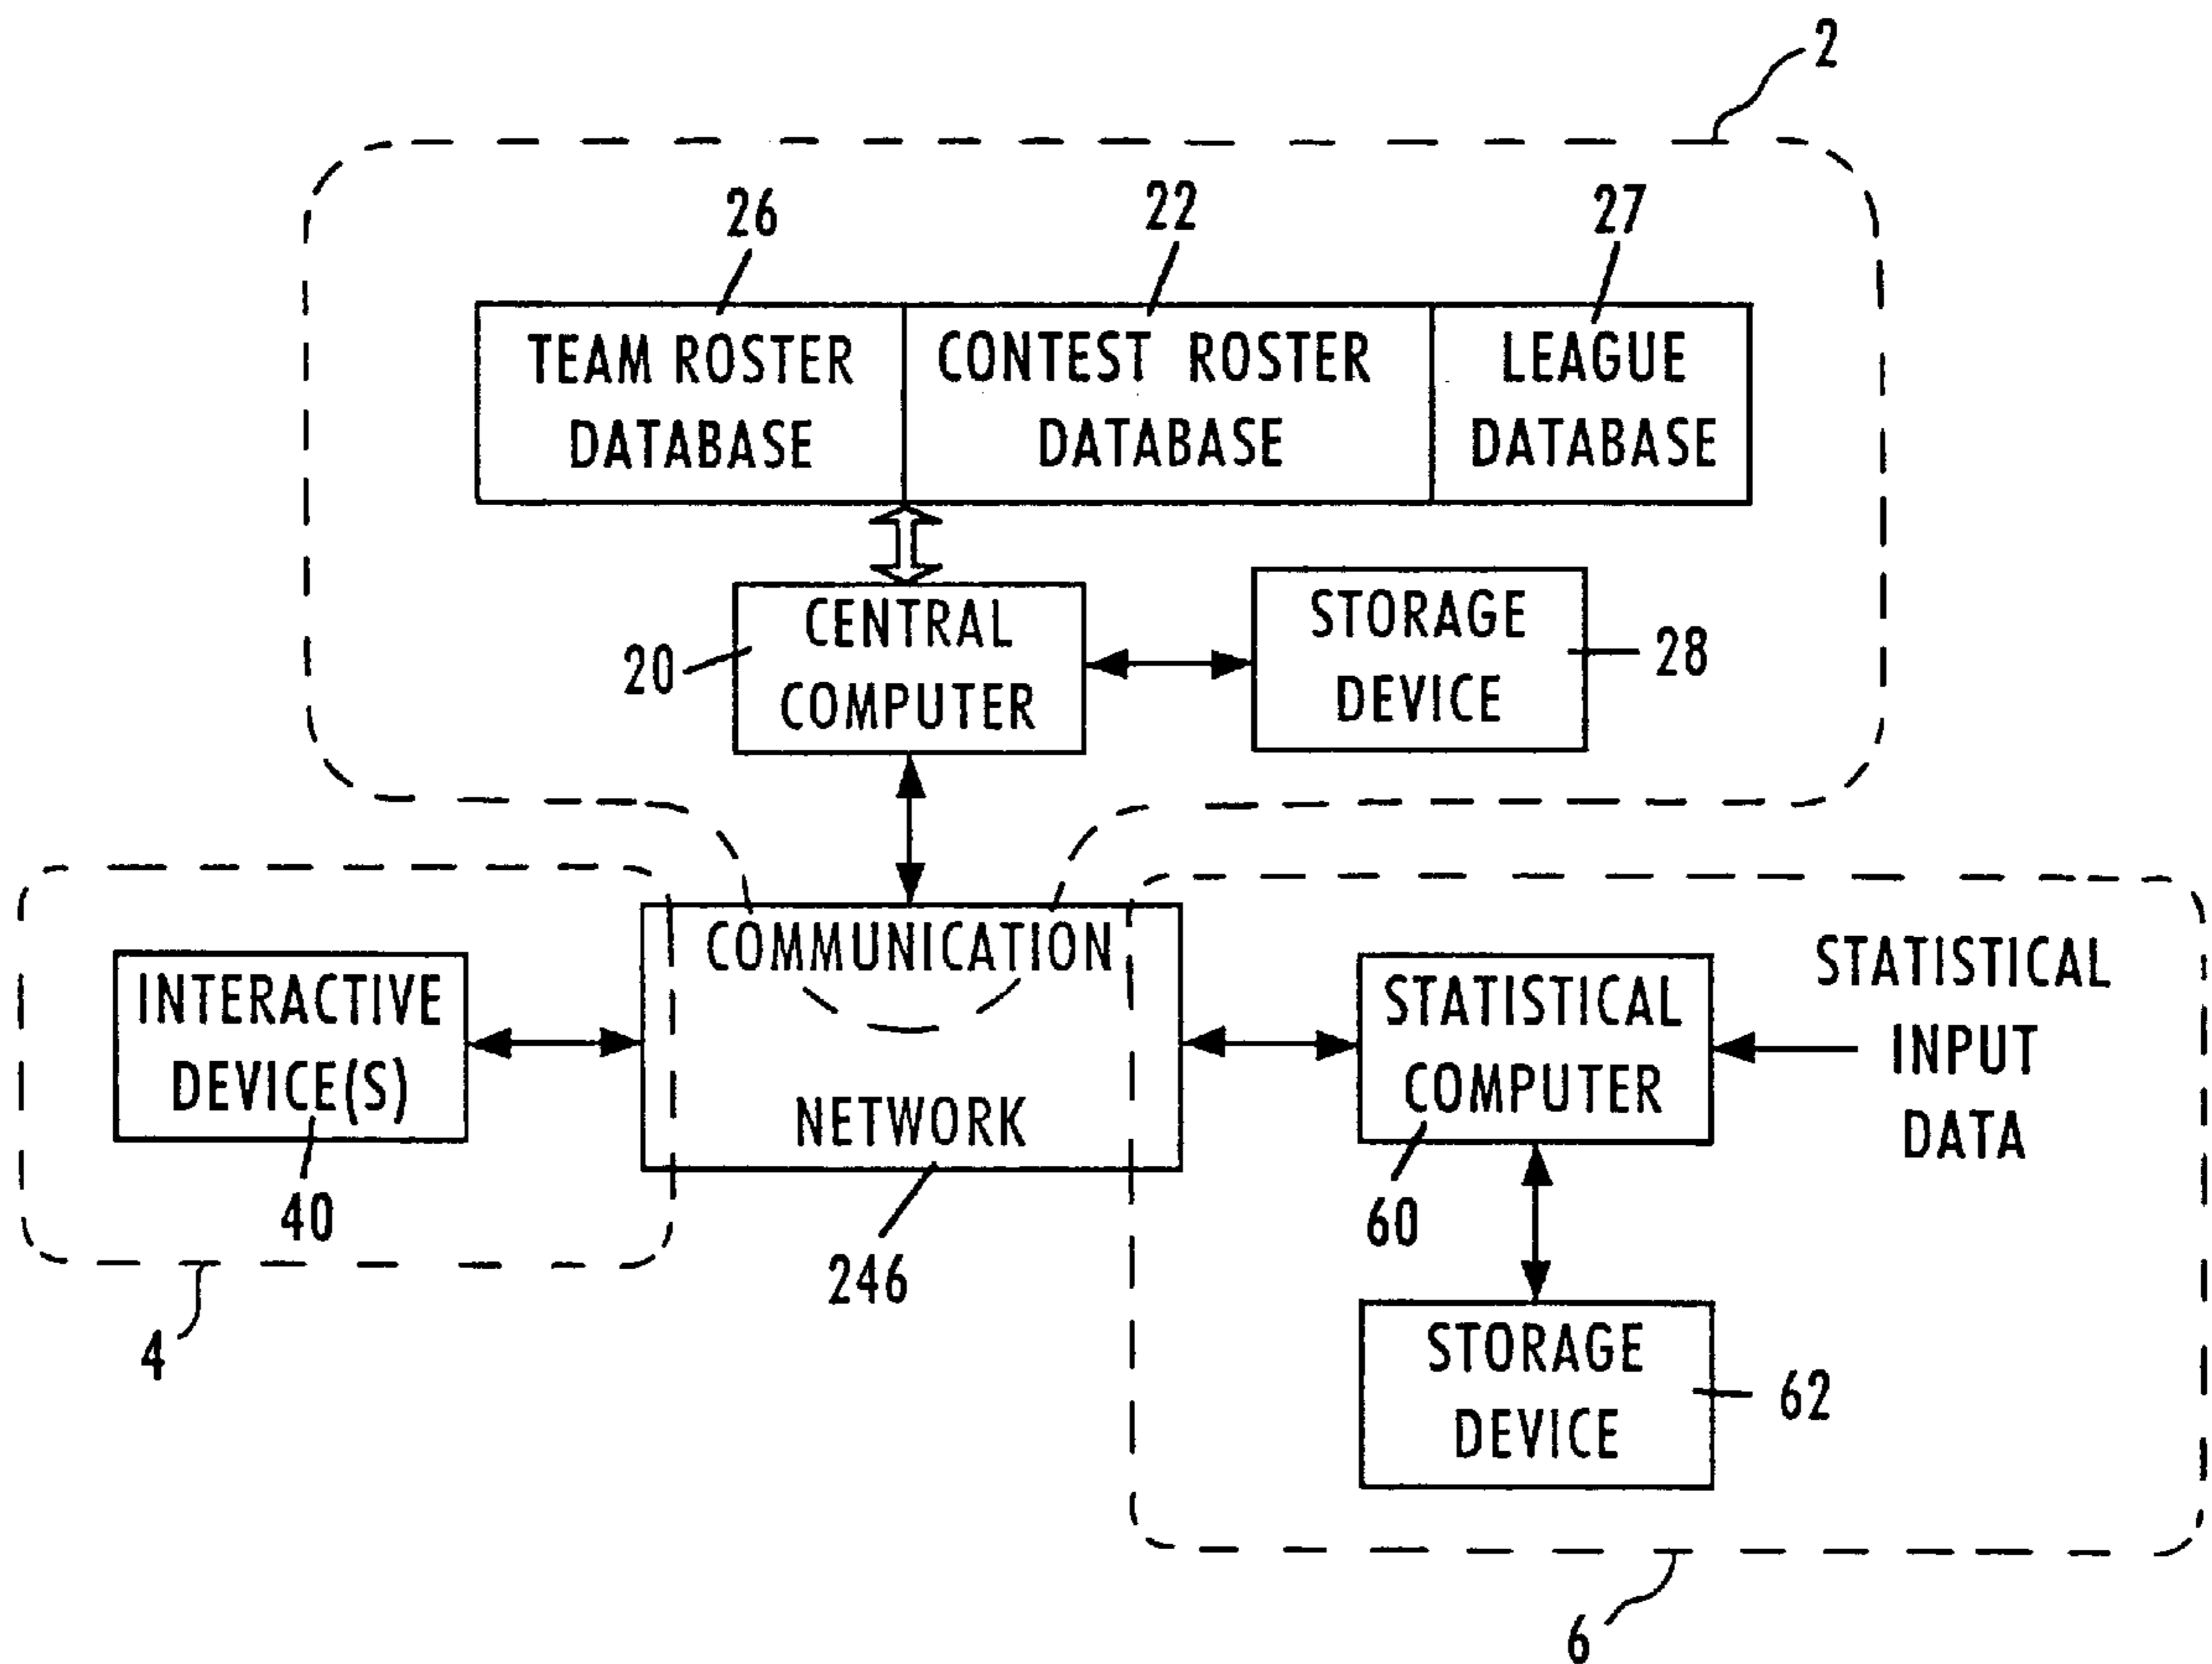 2
26
22
27
TEAM ROSTER
DATABASE
CONTEST ROSTER
DATABASE
LEAGUE
DATABASE
20
CENTRAL
COMPUTER
STORAGE
DEVICE
28
INTERACTIVE
DEVICE(S)
40
4
COMMUNICATION
NETWORK
246
STATISTICAL
COMPUTER
60
STATISTICAL
INPUT
DATA
STORAGE
DEVICE
62
6